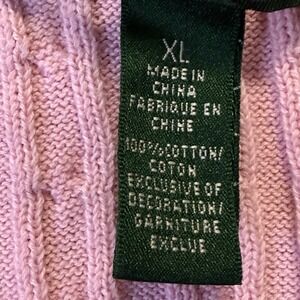 XL
MADE IN
CHINA
FABRIQUE EN
CHINE
100%COTTON/
COTON
EXCLUSIVE OF
DECORATION/
GARNITURE
EXCLUE